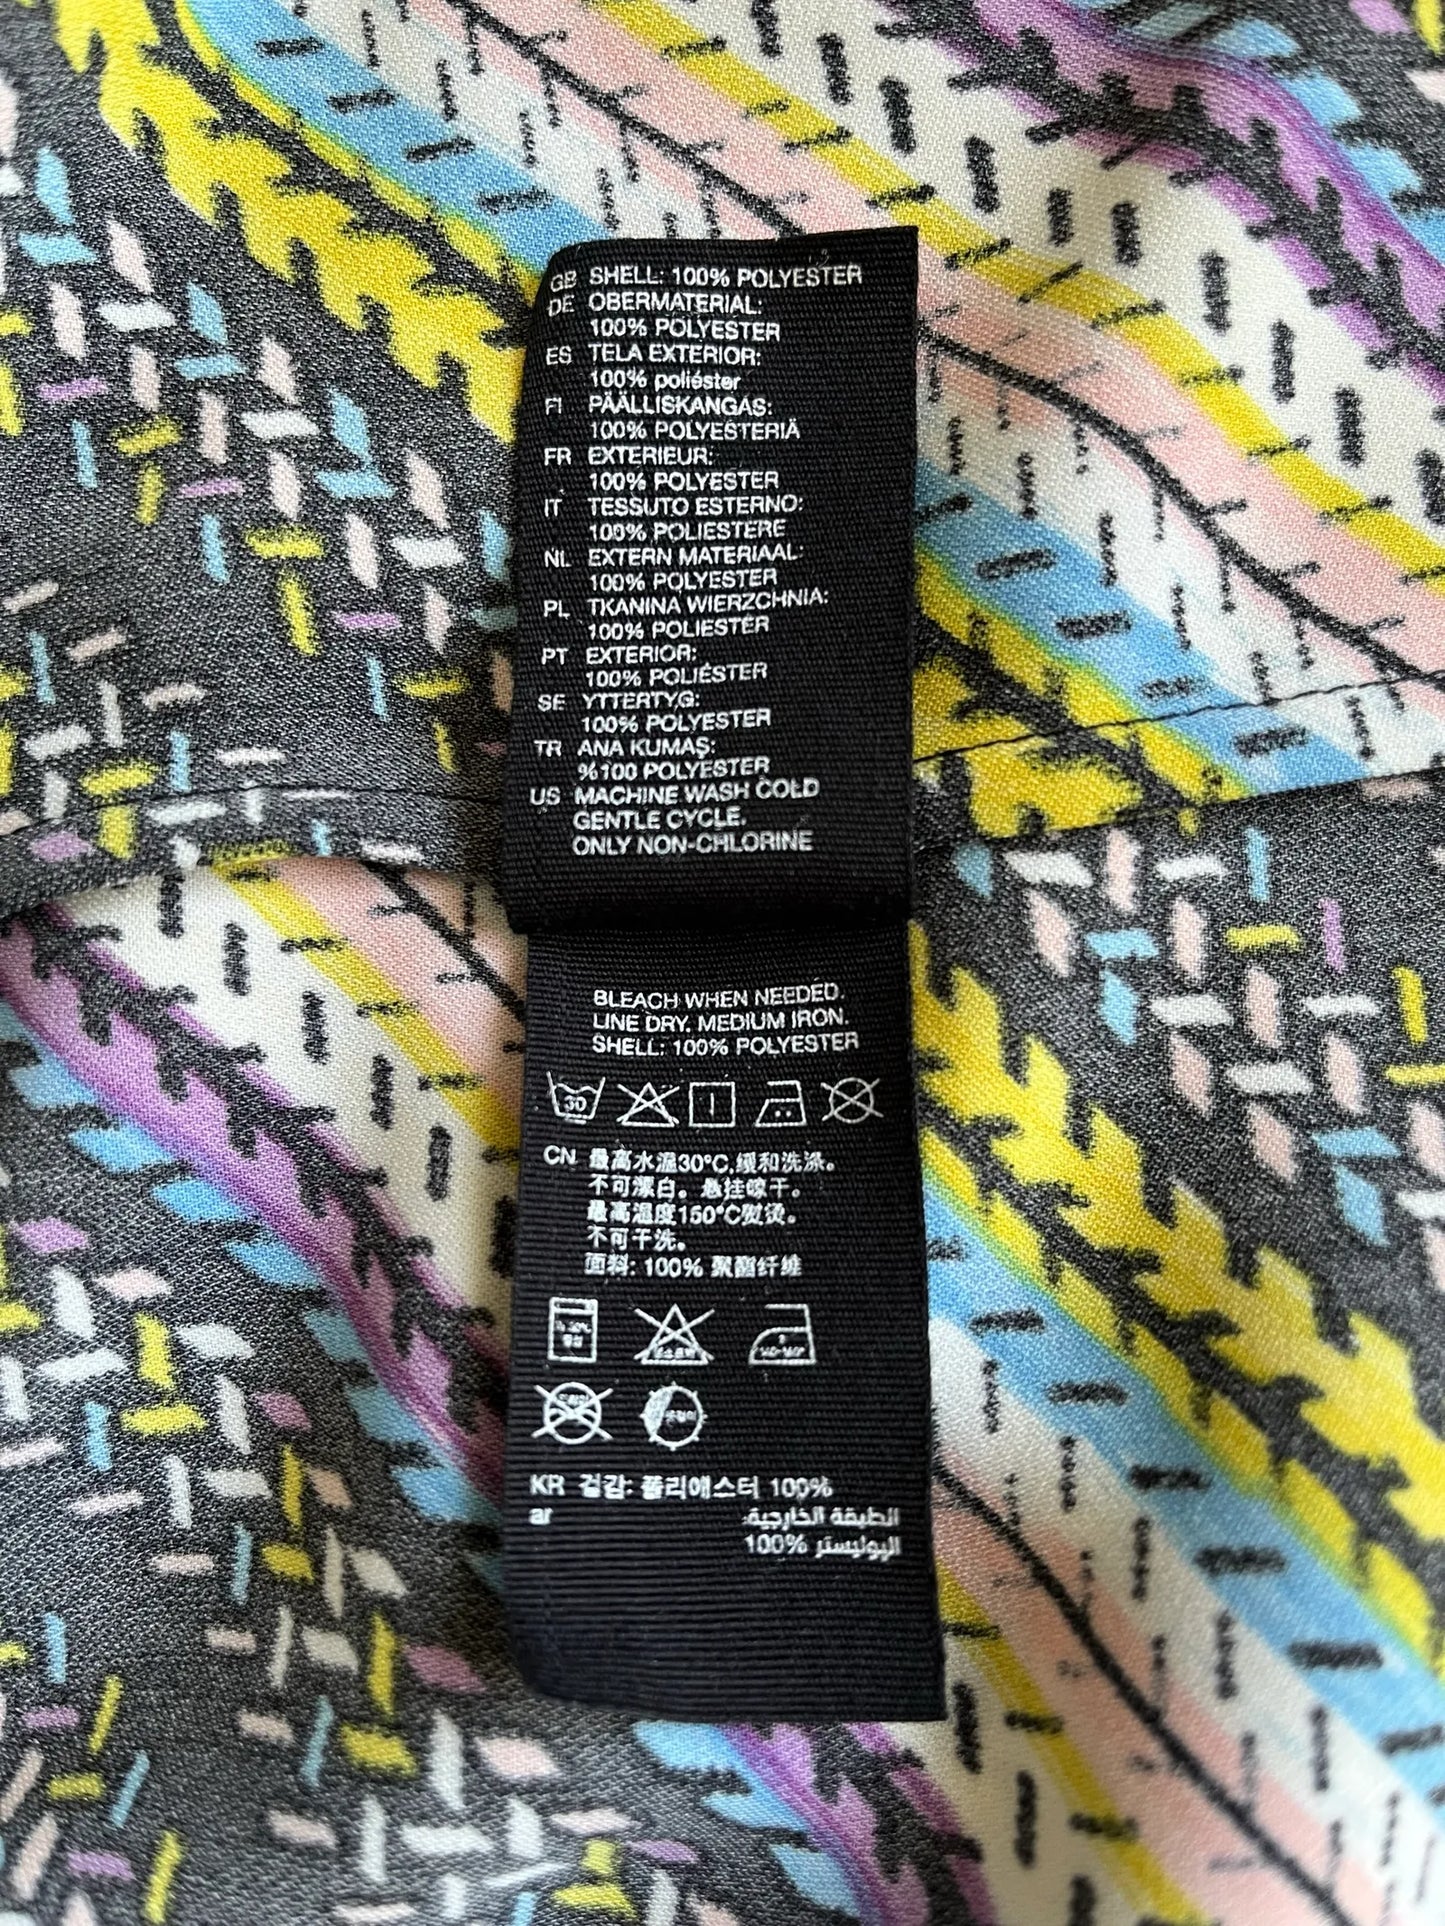 GB SHELL: 100% POLYESTER
DE OBERMATERIAL:
100% POLYESTER
ES TELA EXTERIOR:
100% poliéster
FI PÄÄLLISKANGAS:
100% POLYESTERIÄ
FR EXTERIEUR:
100% POLYESTER
IT TESSUTO ESTERNO:
100% POLIESTERE
NL EXTERN MATERIAAL:
100% POLYESTER
PL TKANINA WIERZCHNIA:
100% POLIESTER
PT EXTERIOR:
100% POLIÉSTER
SE YTTERTYG:
100% POLYESTER
TR ANA KUMAŞ:
%100 POLYESTER
US MACHINE WASH COLD
GENTLE CYCLE.
ONLY NON-CHLORINE
BLEACH WHEN NEEDED.
LINE DRY. MEDIUM IRON.
SHELL: 100% POLYESTER
30
CN 最高水温30°C,缓和洗涤。
不可漂白。悬挂晾干。
最高温度150°C熨烫。
不可干洗。
面料: 100% 聚酯纤维
KR 겉감: 폴리에스터 100%
ar الطبقة الخارجية:
البوليستر %100